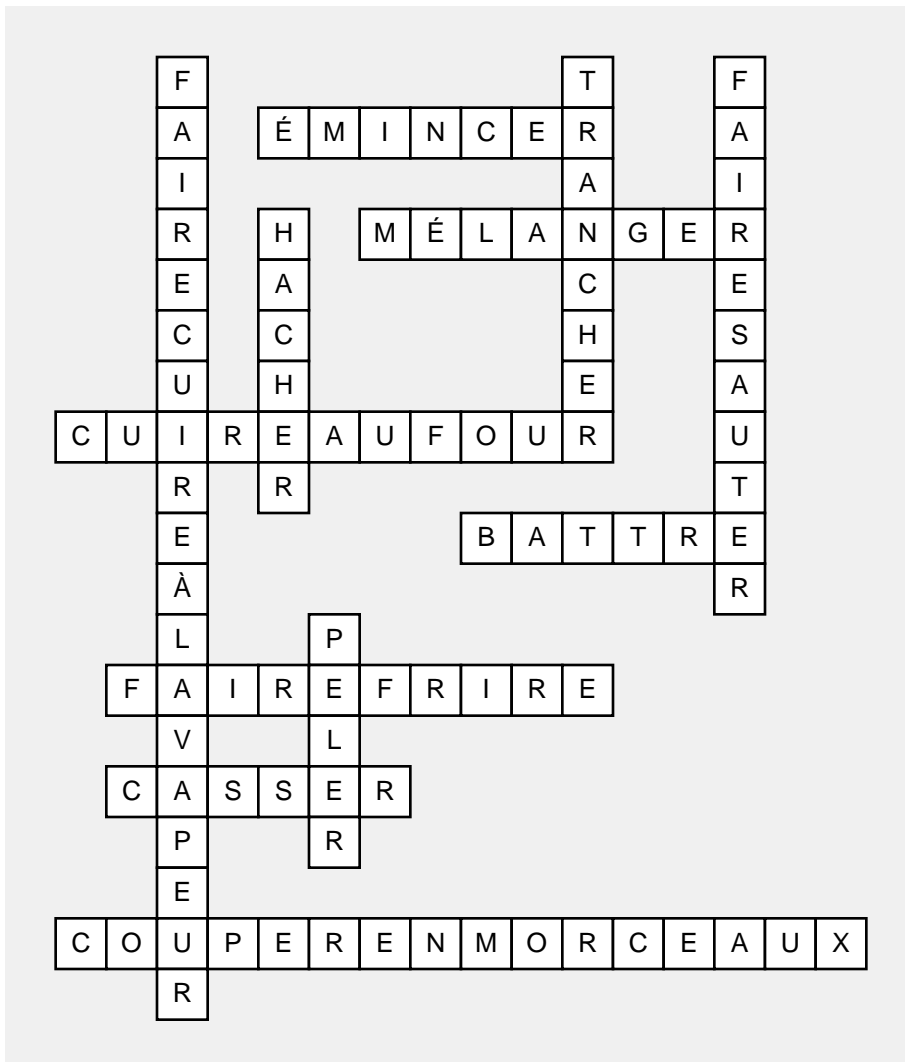 FAIRECUIREÀLAVAPEUR
TRANCHER
FAIRESAUTER
ÉMINCER
HACHER
MÉLANGER
CUIREAUFOUR
BATTRE
PELER
FAIREFRIRE
CASSER
COUPERENMORCEAUX